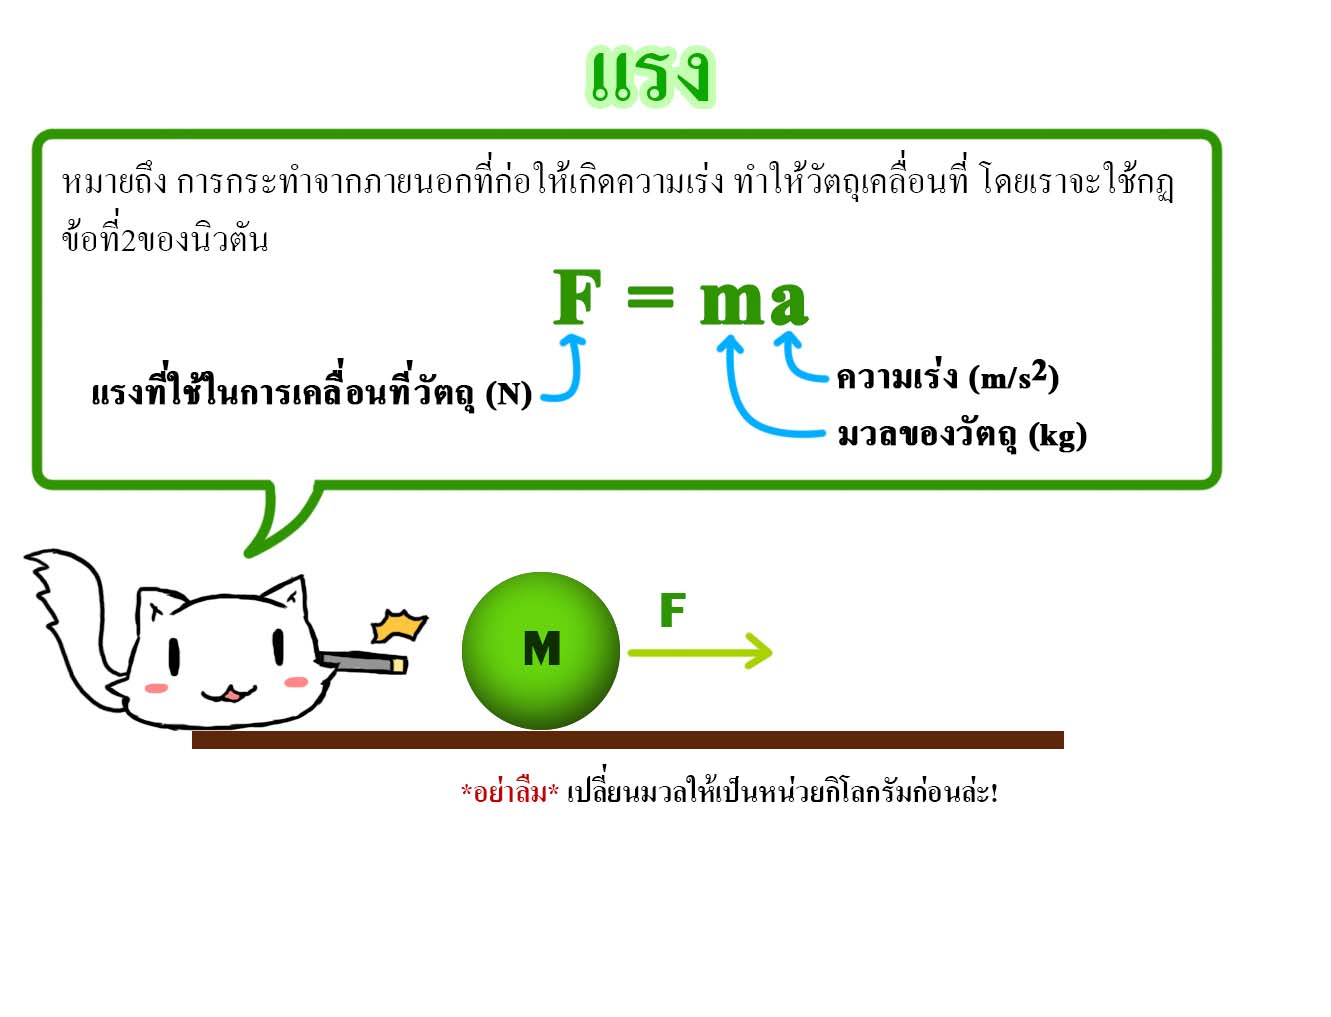 แรง
หมายถึง การกระทำจากภายนอกที่ก่อให้เกิดความเร่ง ทำให้วัตถุเคลื่อนที่ โดยเราจะใช้กฏ
ข้อที่2ของนิวตัน
F = ma
แรงที่ใช้ในการเคลื่อนที่วัตถุ (N)
ความเร่ง (m/s²)
มวลของวัตถุ (kg)
F
M
*อย่าลืม* เปลี่ยนมวลให้เป็นหน่วยกิโลกรัมก่อนล่ะ!